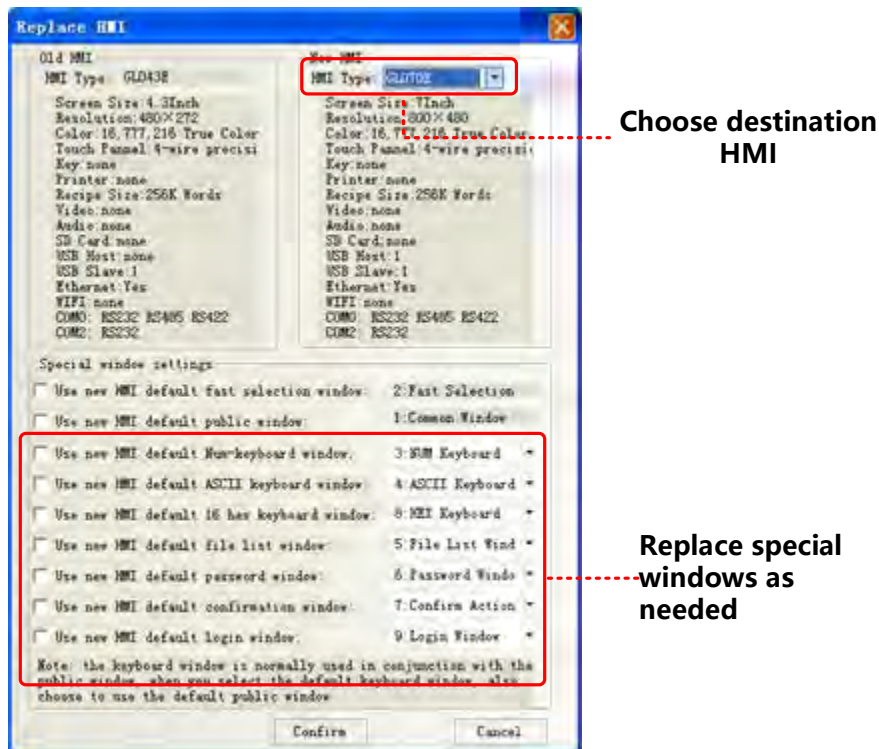 Replace HMI
Old HMI
HMI Type: GL043E
Screen Size:4.3Inch
Resolution:480×272
Color:16,777,216 True Color
Touch Pannel:4-wire precisi
Key:none
Printer:none
Recipe Size:256K Words
Video:none
Audio:none
SD Card:none
USB Host:none
USB Slave:1
Ethernet:Yes
WIFI:none
COM0: RS232 RS485 RS422
COM2: RS232
New HMI
HMI Type:
Screen Size:7Inch
Resolution:800×480
Color:16,777,216 True Color
Touch Pannel:4-wire precisi
Key:none
Printer:none
Recipe Size:256K Words
Video:none
Audio:none
SD Card:none
USB Host:1
USB Slave:1
Ethernet:Yes
WIFI:none
COM0: RS232 RS485 RS422
COM2: RS232
Choose destination
HMI
Special window settings
Use new HMI default fast selection window: 2:Fast Selection
Use new HMI default public window: 1:Common Window
Use new HMI default Num-keyboard window: 3:NUM Keyboard
Use new HMI default ASCII keyboard window: 4:ASCII Keyboard
Use new HMI default 16 hex keyboard window: 8:HEX Keyboard
Use new HMI default file list window: 5:File List Wind
Use new HMI default password window: 6:Password Windo
Use new HMI default confirmation window: 7:Confirm Action
Use new HMI default login window: 9:Login Window
Replace special
windows as
needed
Note: the keyboard window is normally used in conjunction with the
public window, when you select the default keyboard window, also
choose to use the default public window
Confirm
Cancel